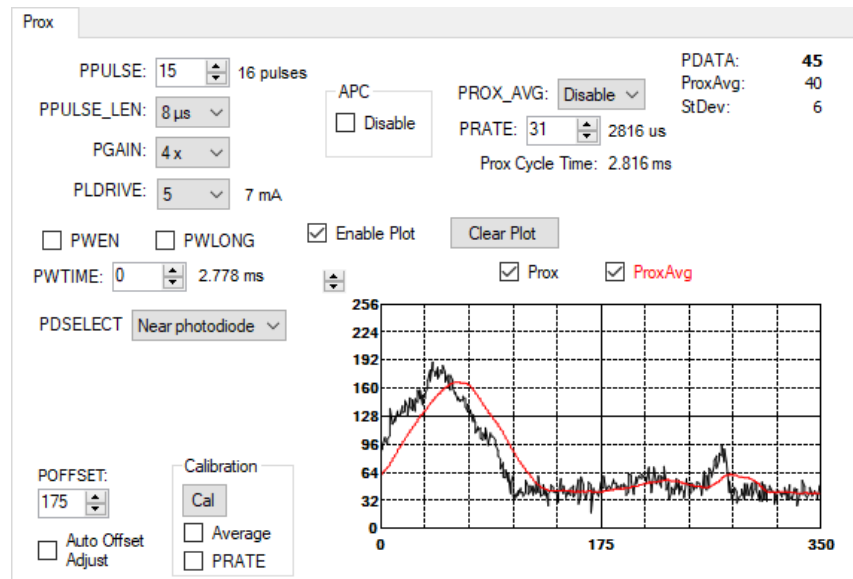 Prox
PPULSE: 15 16 pulses
PPULSE_LEN: 8 µs
PGAIN: 4 x
PLDRIVE: 5 7 mA
APC
Disable
PROX_AVG: Disable
PRATE: 31 2816 us
Prox Cycle Time: 2.816 ms
PDATA: 45
ProxAvg: 40
StDev: 6
PWEN PWLONG
Enable Plot Clear Plot
PWTIME: 0 2.778 ms
Prox ProxAvg
PDSELECT Near photodiode
256
224
192
160
128
96
64
32
0
0 175 350
POFFSET:
175
Auto Offset
Adjust
Calibration
Cal
Average
PRATE